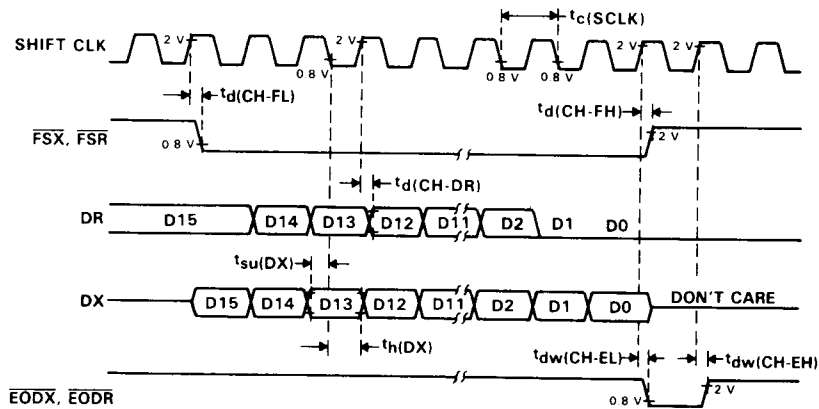 tc(SCLK)
SHIFT CLK 2 V 2 V 2 V 2 V
0.8 V 0.8 V 0.8 V
td(CH-FL) td(CH-FH)
FSX, FSR 0.8 V 2 V
td(CH-DR)
DR D15 D14 D13 D12 D11 D2 D1 D0
tsu(DX)
DX D15 D14 D13 D12 D11 D2 D1 D0 DON'T CARE
th(DX) tdw(CH-EL) tdw(CH-EH)
EODX, EODR 0.8 V 2 V